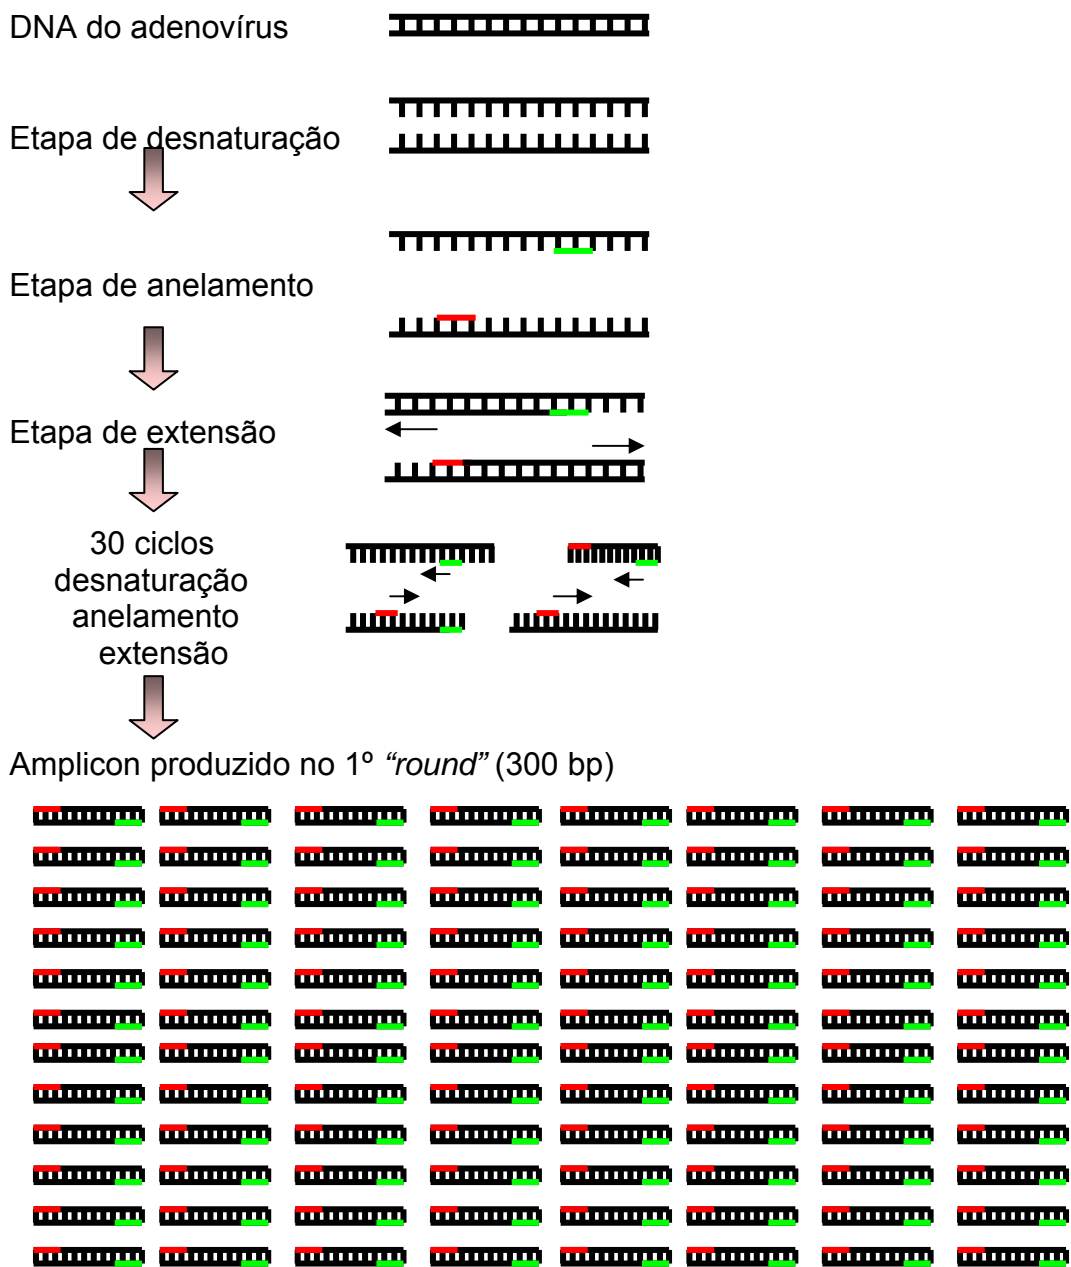 DNA do adenovírus
Etapa de desnaturação
Etapa de anelamento
Etapa de extensão
30 ciclos
desnaturação
anelamento
extensão
Amplicon produzido no 1º “round” (300 bp)